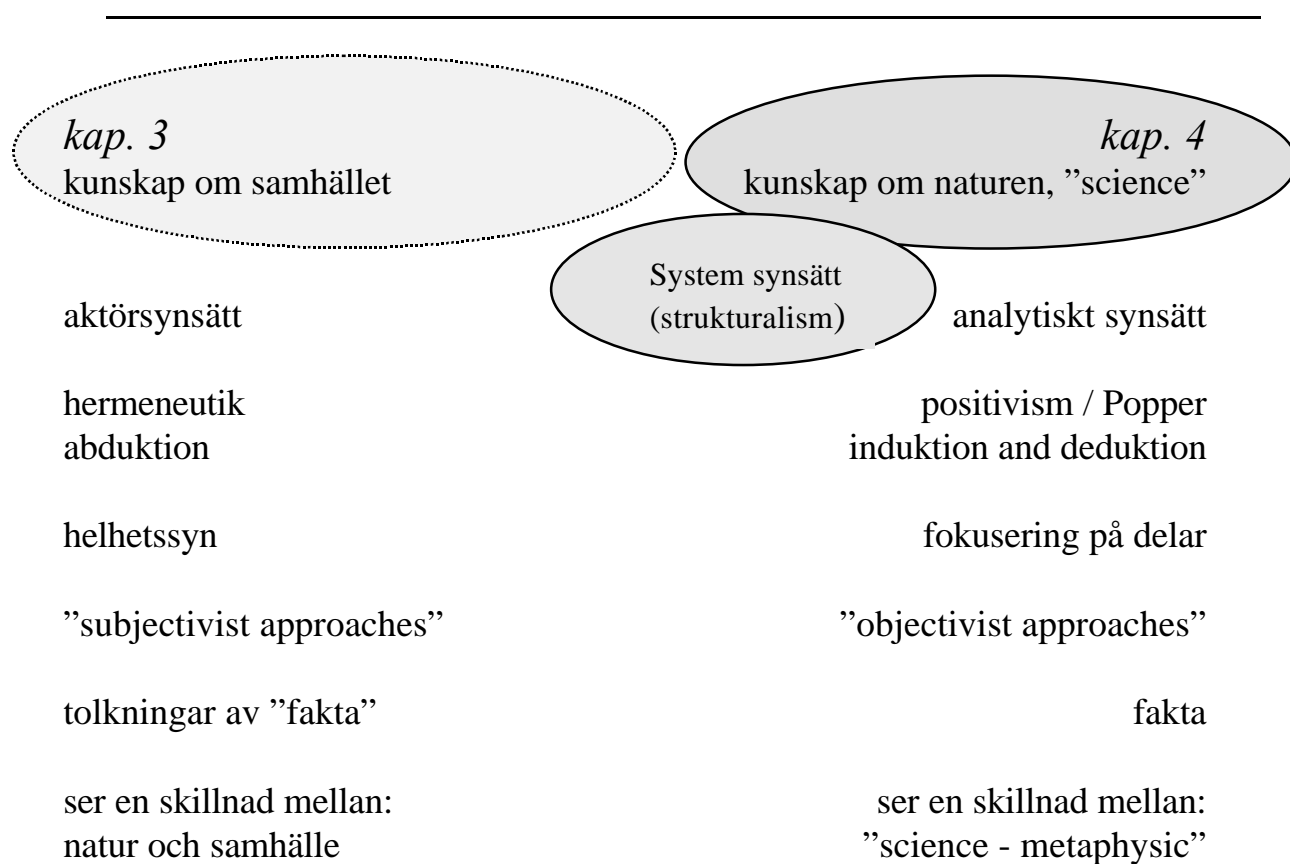 kap. 3
kunskap om samhället
kap. 4
kunskap om naturen, ”science”
System synsätt
(strukturalism)
aktörsynsätt
analytiskt synsätt
hermeneutik
positivism / Popper
abduktion
induktion and deduktion
helhetssyn
fokusering på delar
”subjectivist approaches”
”objectivist approaches”
tolkningar av ”fakta”
fakta
ser en skillnad mellan:
natur och samhälle
ser en skillnad mellan:
”science - metaphysic”